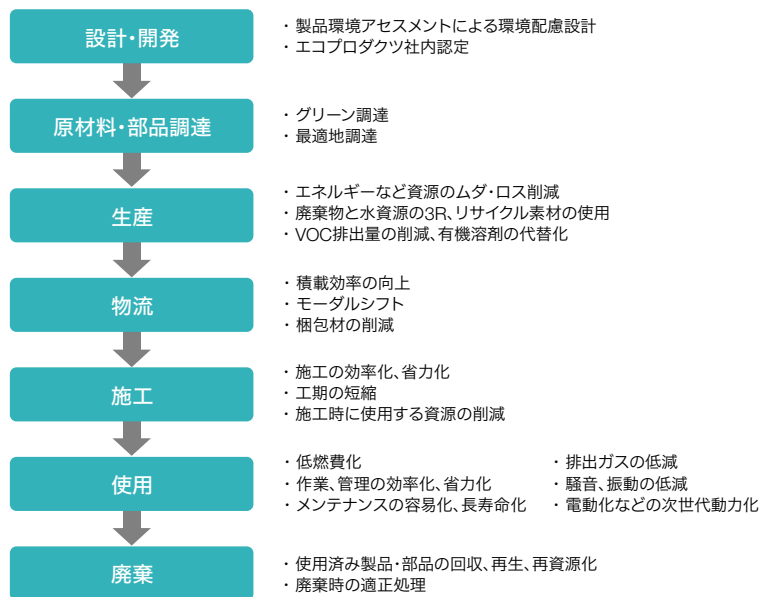 設計・開発
・製品環境アセスメントによる環境配慮設計
・エコプロダクツ社内認定
原材料・部品調達
・グリーン調達
・最適地調達
生産
・エネルギーなど資源のムダ・ロス削減
・廃棄物と水資源の3R、リサイクル素材の使用
・VOC排出量の削減、有機溶剤の代替化
物流
・積載効率の向上
・モーダルシフト
・梱包材の削減
施工
・施工の効率化、省力化
・工期の短縮
・施工時に使用する資源の削減
使用
・低燃費化
・作業、管理の効率化、省力化
・メンテナンスの容易化、長寿命化
・排出ガスの低減
・騒音、振動の低減
・電動化などの次世代動力化
廃棄
・使用済み製品・部品の回収、再生、再資源化
・廃棄時の適正処理